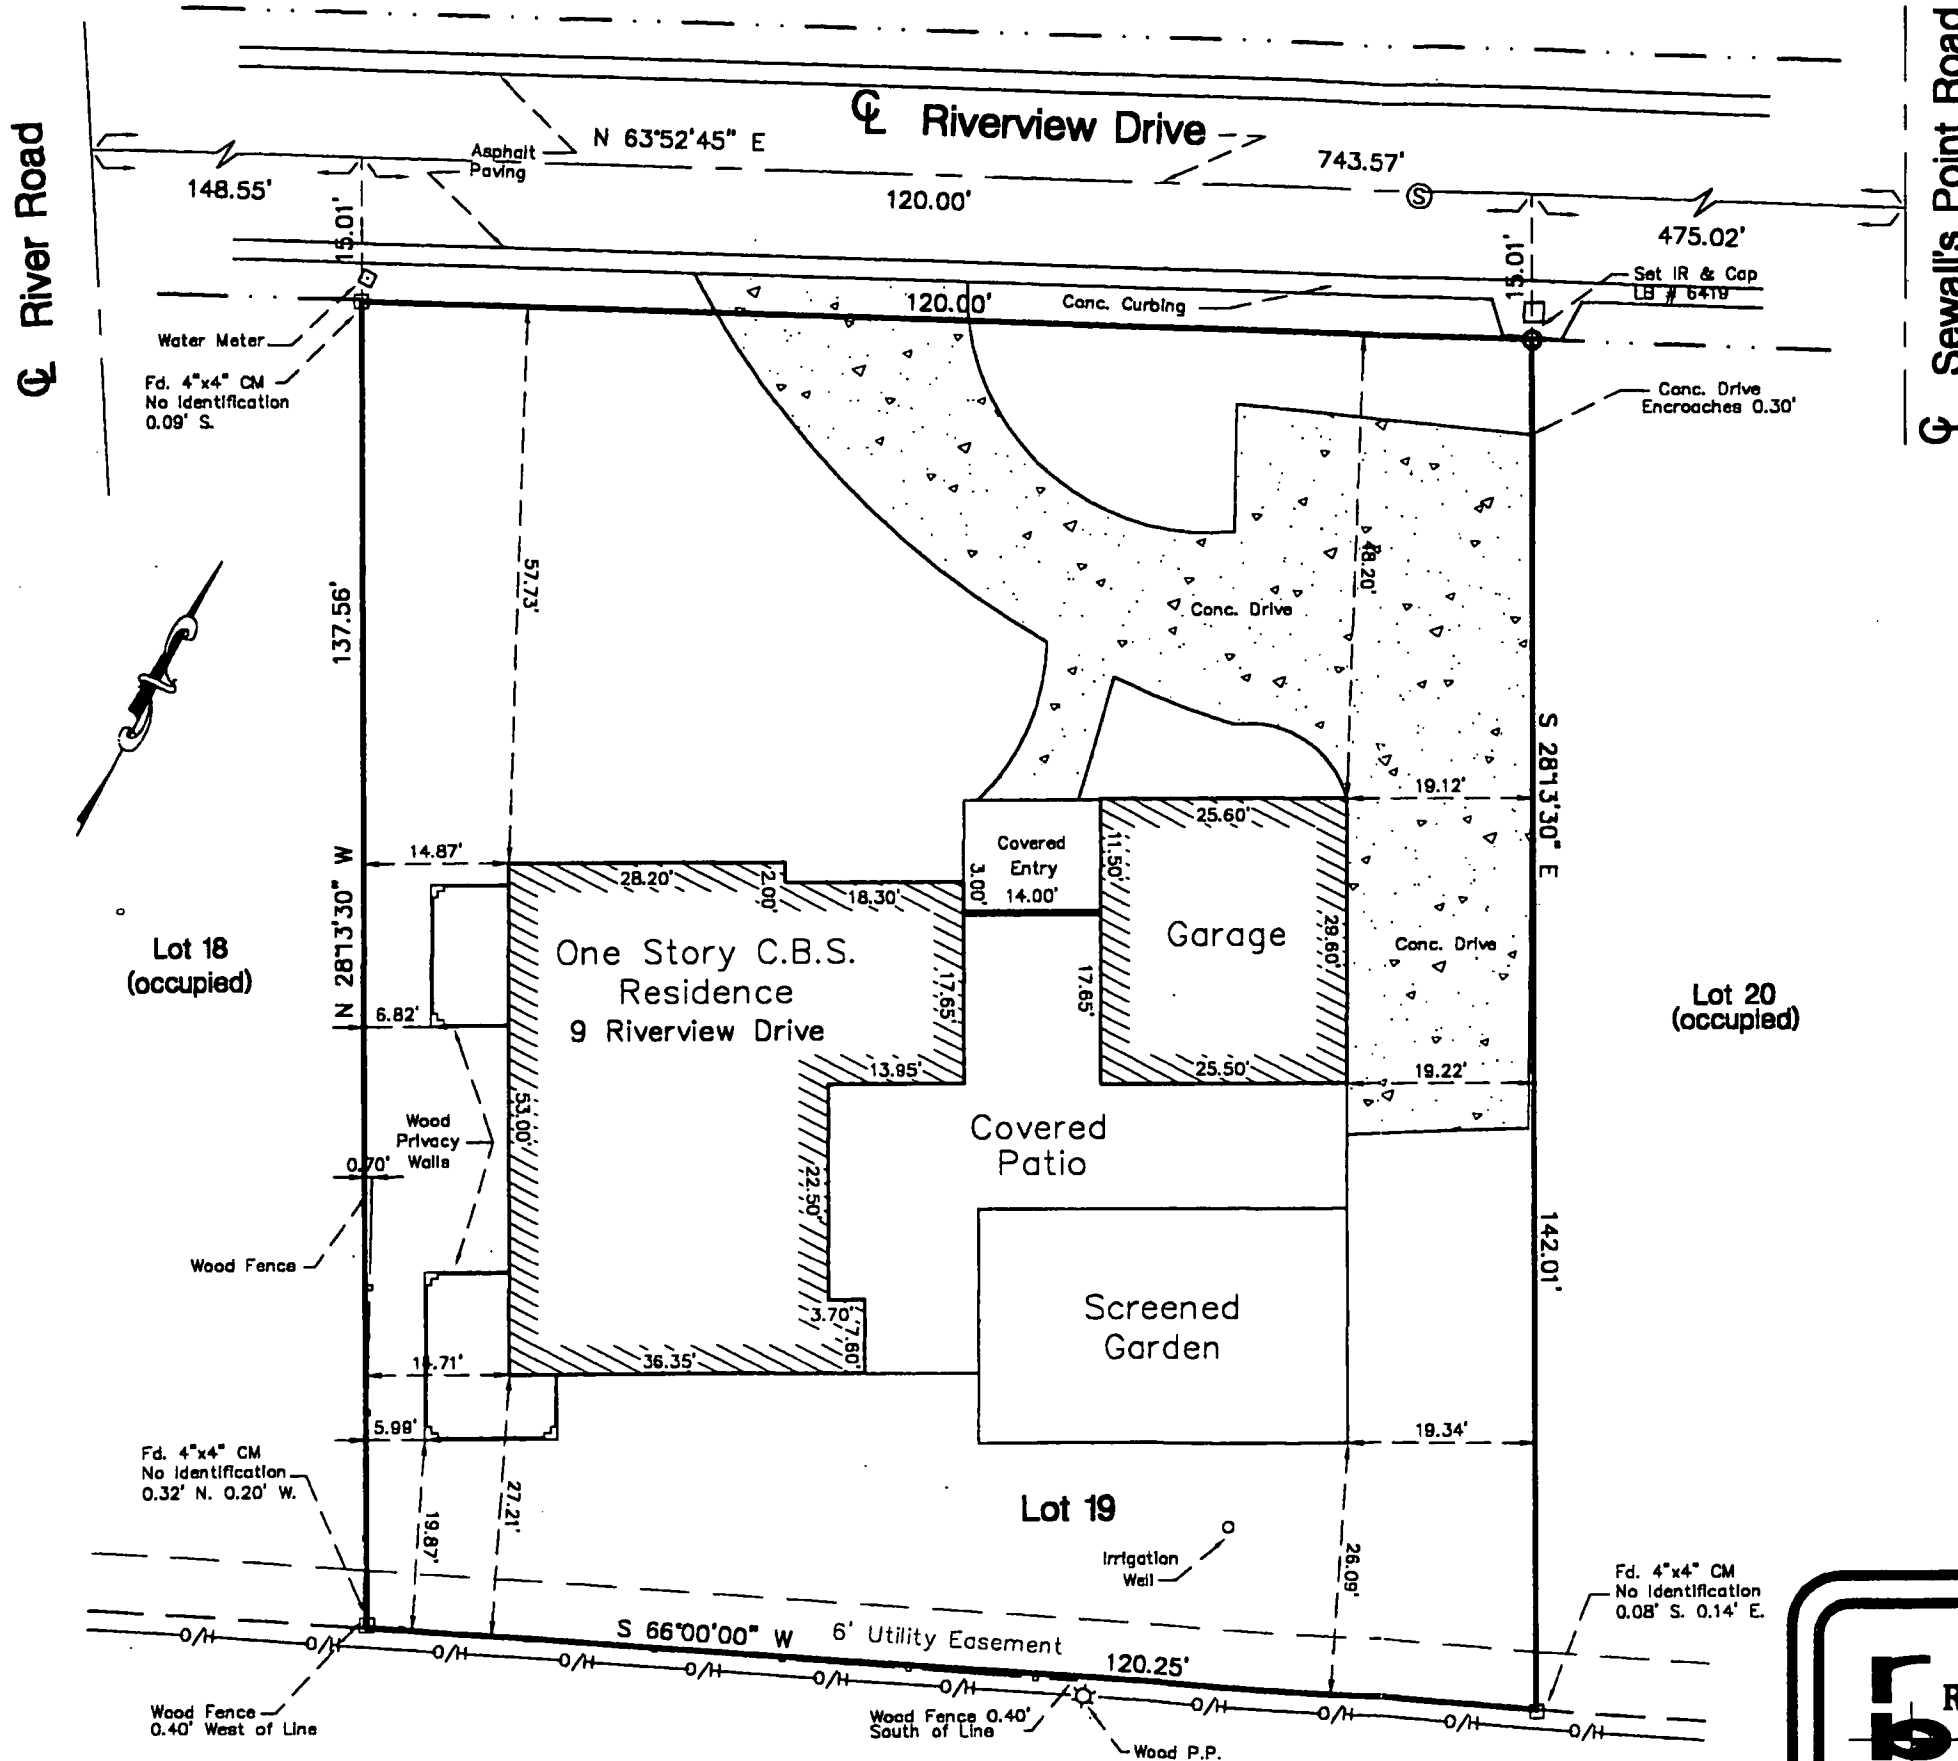 ℄ Riverview Drive
N 63°52'45" E
743.57'
Asphalt
Paving
148.55'
120.00'
475.02'
15.01'
15.01'
℄ River Road
℄ Sewall's Point Road
Set IR & Cap
LB # 6419
120.00'
Conc. Curbing
Water Meter
Fd. 4"x4" CM
No Identification
0.09' S.
Conc. Drive
Encroaches 0.30'
57.73'
48.20'
137.56'
N 28°13'30" W
Conc. Drive
S 28°13'30" E
142.01'
19.12'
25.60'
Covered
Entry
14.00'
3.00'
11.50'
14.87'
28.20'
2.00'
18.30'
Garage
29.60'
Conc. Drive
Lot 18
(occupied)
One Story C.B.S.
Residence
9 Riverview Drive
17.65'
17.65'
Lot 20
(occupied)
6.82'
13.95'
25.50'
19.22'
53.00'
Wood
Privacy
Walls
Covered
Patio
0.70'
22.50'
Wood Fence
3.70'
7.60'
Screened
Garden
14.71'
36.35'
5.99'
19.34'
Fd. 4"x4" CM
No Identification
0.32' N. 0.20' W.
19.87'
27.21'
Lot 19
Irrigation
Well
26.09'
Fd. 4"x4" CM
No Identification
0.08' S. 0.14' E.
S 66°00'00" W
6' Utility Easement
120.25'
O/H O/H O/H O/H O/H O/H O/H O/H O/H O/H O/H O/H
Wood Fence
0.40' West of Line
Wood Fence 0.40'
South of Line
Wood P.P.
S
R